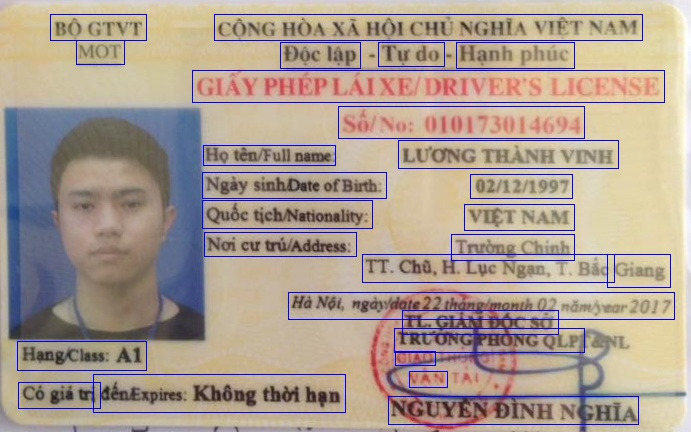 BỘ GTVT
MOT
CỘNG HÒA XÃ HỘI CHỦ NGHĨA VIỆT NAM
Độc lập - Tự do - Hạnh phúc
GIẤY PHÉP LÁI XE/DRIVER'S LICENSE
Số/No: 010173014694
Họ tên/Full name: LƯƠNG THÀNH VINH
Ngày sinh/Date of Birth: 02/12/1997
Quốc tịch/Nationality: VIỆT NAM
Nơi cư trú/Address: Trường Chinh
TT. Chũ, H. Lục Ngạn, T. Bắc Giang
Hà Nội, ngày/date 22 tháng/month 02 năm/year 2017
TL. GIÁM ĐỐC SỞ
TRƯỞNG PHÒNG QLPT&NL
GIAO THÔNG
VẬN TẢI
Hạng/Class: A1
Có giá trị đến/Expires: Không thời hạn
NGUYỄN ĐÌNH NGHĨA